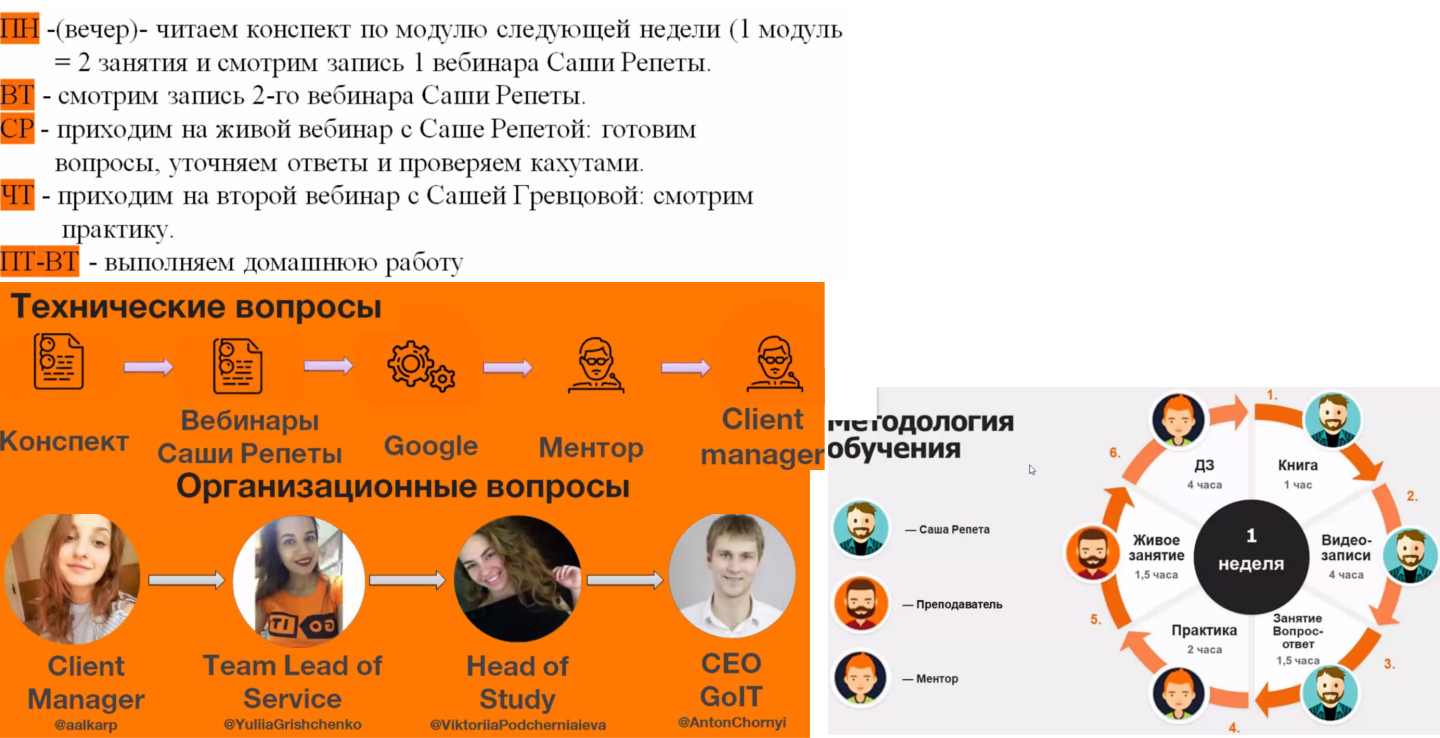 ПН -(вечер)- читаем конспект по модулю следующей недели (1 модуль
= 2 занятия и смотрим запись 1 вебинара Саши Репеты.
ВТ - смотрим запись 2-го вебинара Саши Репеты.
СР - приходим на живой вебинар с Саше Репетой: готовим
вопросы, уточняем ответы и проверяем кахутами.
ЧТ - приходим на второй вебинар с Сашей Гревцовой: смотрим
практику.
ПТ-ВТ - выполняем домашнюю работу
Технические вопросы
Конспект
Вебинары
Саши Репеты
Google
Ментор
Client
manager
Организационные вопросы
Client
Manager
@aalkarp
Team Lead of
Service
@YuliiaGrishchenko
Head of
Study
@ViktoriiaPodcherniaieva
CEO
GoIT
@AntonChornyi
Методология
обучения
— Саша Репета
— Преподаватель
— Ментор
1
неделя
1.
Книга
1 час
2.
Видео-
записи
4 часа
3.
Занятие
Вопрос-
ответ
1,5 часа
4.
Практика
2 часа
5.
Живое
занятие
1,5 часа
6.
ДЗ
4 часа